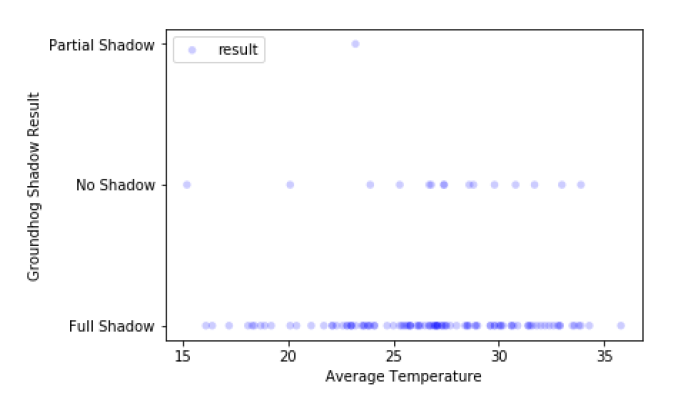 Partial Shadow
result
Groundhog Shadow Result
No Shadow
Full Shadow
15 20 25 30 35
Average Temperature